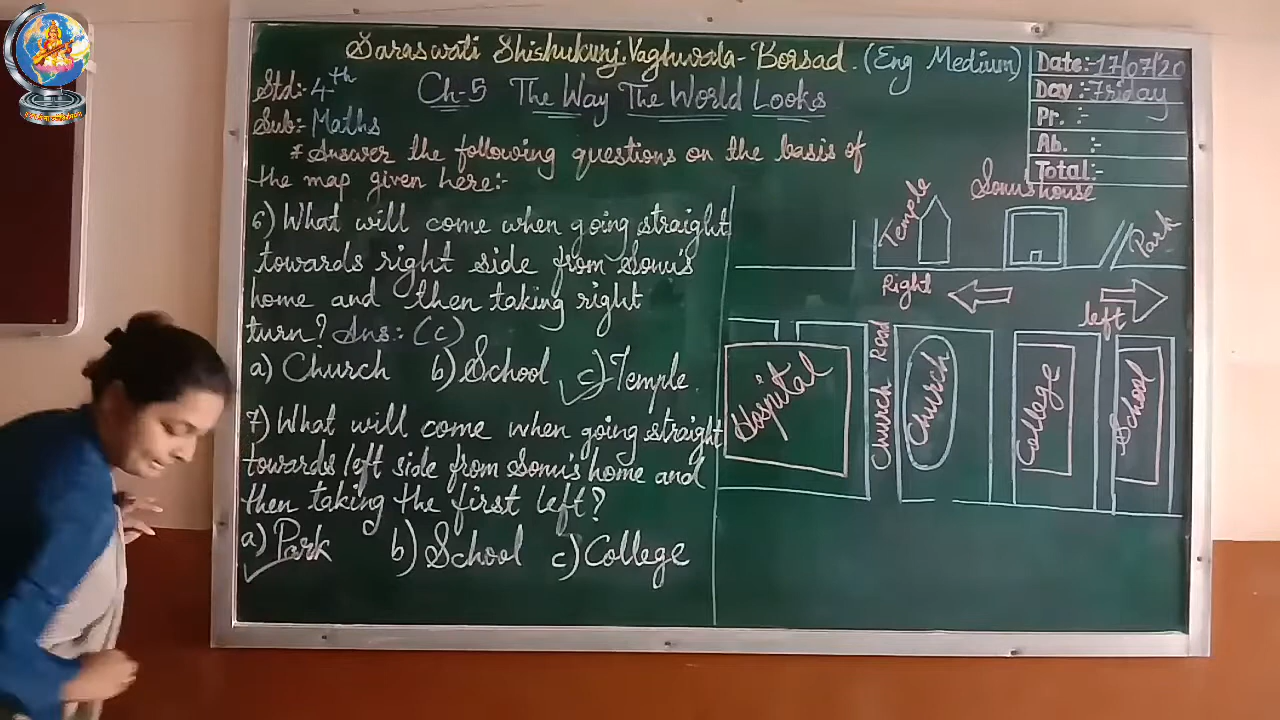 Saraswati Shishukunj. Vaghwala - Borsad. (Eng Medium)
Date:- 17/07/20
Std:- 4th
Ch-5 The Way The World Looks
Day:- Friday
Sub:- Maths
Pr. :-
Ab. :-
Total:-
* Answer the following questions on the basis of
the map given here:-
6) What will come when going straight
towards right side from Sonu's
home and then taking right
turn? Ans:- (c)
a) Church b) School c) Temple.
7) What will come when going straight
towards left side from Sonu's home and
then taking the first left?
a) Park b) School c) College
Temple
Sonu's house
Park
Right
left
Hospital
Church Road
Church
College
School